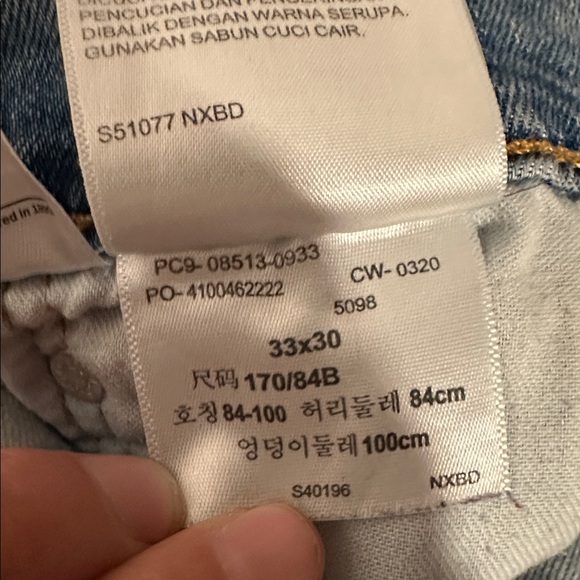 PENCUCIAN DAN
DIBALIK DENGAN WARNA SERUPA.
GUNAKAN SABUN CUCI CAIR.
S51077 NXBD
red in
PC9- 08513-0933
PO- 4100462222
CW- 0320
5098
33x30
尺码 170/84B
호칭 84-100 허리둘레 84cm
엉덩이둘레 100cm
S40196
NXBD